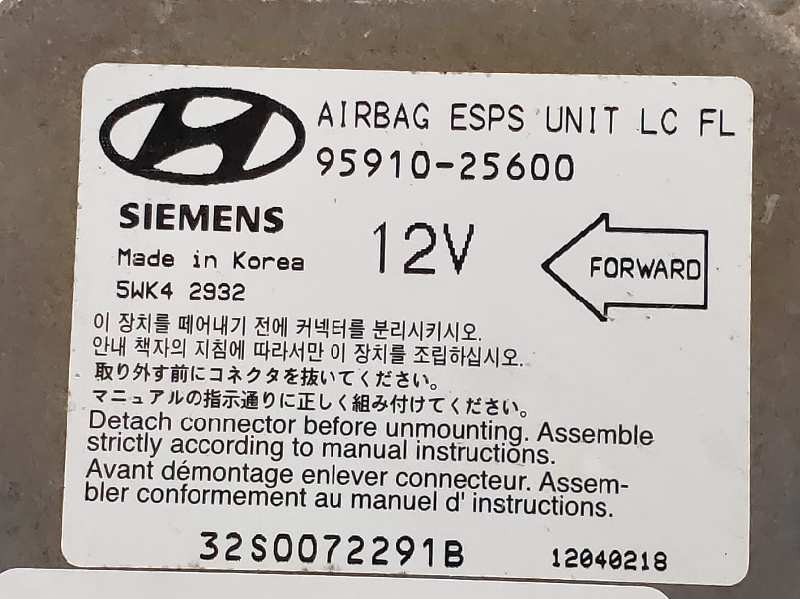 AIRBAG ESPS UNIT LC FL
95910-25600
SIEMENS
12V
Made in Korea
FORWARD
5WK4 2932
이 장치를 떼어내기 전에 커넥터를 분리시키시오.
안내 책자의 지침에 따라서만 이 장치를 조립하십시오.
取り外す前にコネクタを抜いてください。
マニュアルの指示通りに正しく組み付けてください。
Detach connector before unmounting. Assemble
strictly according to manual instructions.
Avant démontage enlever connecteur. Assem-
bler conformement au manuel d' instructions.
32S0072291B
12040218